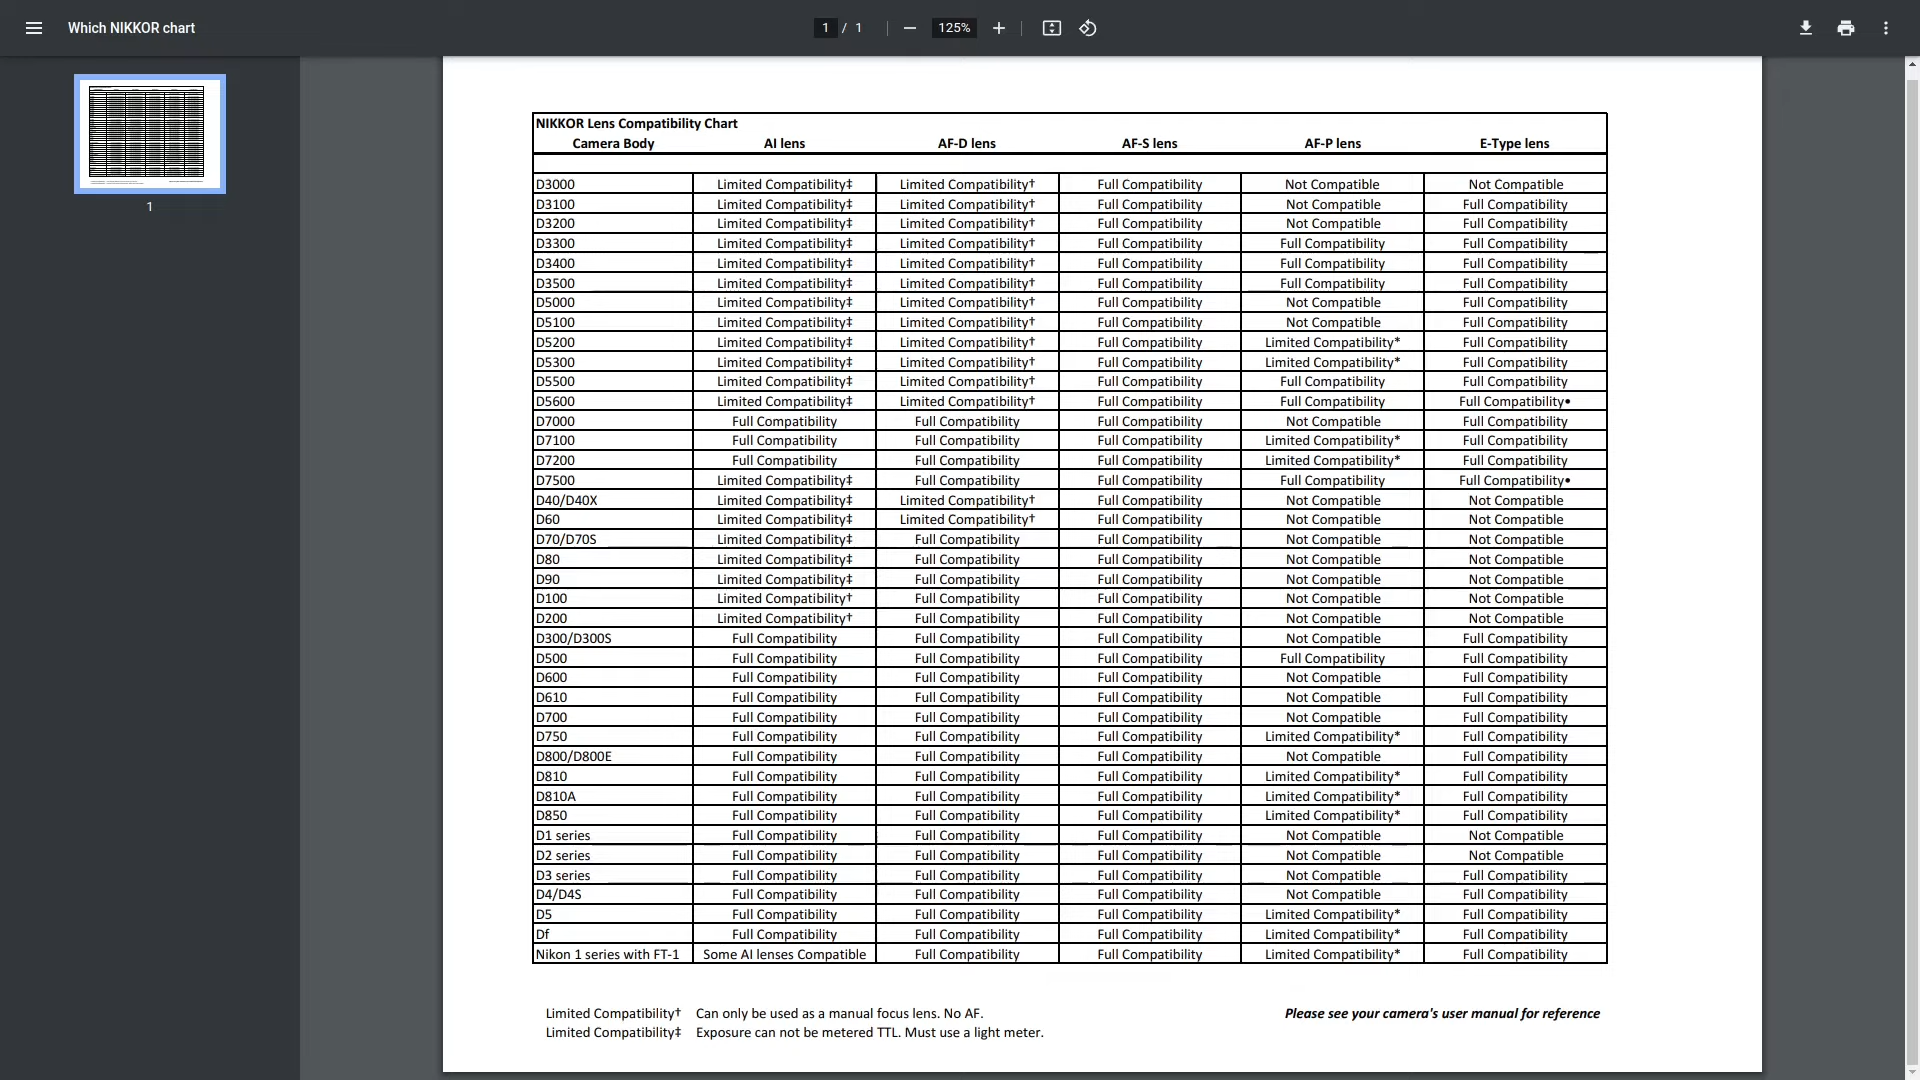 Which NIKKOR chart
1 / 1
125%
1
NIKKOR Lens Compatibility Chart
Camera Body AI lens AF-D lens AF-S lens AF-P lens E-Type lens
D3000 Limited Compatibility‡ Limited Compatibility† Full Compatibility Not Compatible Not Compatible
D3100 Limited Compatibility‡ Limited Compatibility† Full Compatibility Not Compatible Full Compatibility
D3200 Limited Compatibility‡ Limited Compatibility† Full Compatibility Not Compatible Full Compatibility
D3300 Limited Compatibility‡ Limited Compatibility† Full Compatibility Full Compatibility Full Compatibility
D3400 Limited Compatibility‡ Limited Compatibility† Full Compatibility Full Compatibility Full Compatibility
D3500 Limited Compatibility‡ Limited Compatibility† Full Compatibility Full Compatibility Full Compatibility
D5000 Limited Compatibility‡ Limited Compatibility† Full Compatibility Not Compatible Full Compatibility
D5100 Limited Compatibility‡ Limited Compatibility† Full Compatibility Not Compatible Full Compatibility
D5200 Limited Compatibility‡ Limited Compatibility† Full Compatibility Limited Compatibility* Full Compatibility
D5300 Limited Compatibility‡ Limited Compatibility† Full Compatibility Limited Compatibility* Full Compatibility
D5500 Limited Compatibility‡ Limited Compatibility† Full Compatibility Full Compatibility Full Compatibility
D5600 Limited Compatibility‡ Limited Compatibility† Full Compatibility Full Compatibility Full Compatibility•
D7000 Full Compatibility Full Compatibility Full Compatibility Not Compatible Full Compatibility
D7100 Full Compatibility Full Compatibility Full Compatibility Limited Compatibility* Full Compatibility
D7200 Full Compatibility Full Compatibility Full Compatibility Limited Compatibility* Full Compatibility
D7500 Limited Compatibility‡ Full Compatibility Full Compatibility Full Compatibility Full Compatibility•
D40/D40X Limited Compatibility‡ Limited Compatibility† Full Compatibility Not Compatible Not Compatible
D60 Limited Compatibility‡ Limited Compatibility† Full Compatibility Not Compatible Not Compatible
D70/D70S Limited Compatibility‡ Full Compatibility Full Compatibility Not Compatible Not Compatible
D80 Limited Compatibility‡ Full Compatibility Full Compatibility Not Compatible Not Compatible
D90 Limited Compatibility‡ Full Compatibility Full Compatibility Not Compatible Not Compatible
D100 Limited Compatibility† Full Compatibility Full Compatibility Not Compatible Not Compatible
D200 Limited Compatibility† Full Compatibility Full Compatibility Not Compatible Not Compatible
D300/D300S Full Compatibility Full Compatibility Full Compatibility Not Compatible Full Compatibility
D500 Full Compatibility Full Compatibility Full Compatibility Full Compatibility Full Compatibility
D600 Full Compatibility Full Compatibility Full Compatibility Not Compatible Full Compatibility
D610 Full Compatibility Full Compatibility Full Compatibility Not Compatible Full Compatibility
D700 Full Compatibility Full Compatibility Full Compatibility Not Compatible Full Compatibility
D750 Full Compatibility Full Compatibility Full Compatibility Limited Compatibility* Full Compatibility
D800/D800E Full Compatibility Full Compatibility Full Compatibility Not Compatible Full Compatibility
D810 Full Compatibility Full Compatibility Full Compatibility Limited Compatibility* Full Compatibility
D810A Full Compatibility Full Compatibility Full Compatibility Limited Compatibility* Full Compatibility
D850 Full Compatibility Full Compatibility Full Compatibility Limited Compatibility* Full Compatibility
D1 series Full Compatibility Full Compatibility Full Compatibility Not Compatible Not Compatible
D2 series Full Compatibility Full Compatibility Full Compatibility Not Compatible Not Compatible
D3 series Full Compatibility Full Compatibility Full Compatibility Not Compatible Full Compatibility
D4/D4S Full Compatibility Full Compatibility Full Compatibility Not Compatible Full Compatibility
D5 Full Compatibility Full Compatibility Full Compatibility Limited Compatibility* Full Compatibility
Df Full Compatibility Full Compatibility Full Compatibility Limited Compatibility* Full Compatibility
Nikon 1 series with FT-1 Some AI lenses Compatible Full Compatibility Full Compatibility Limited Compatibility* Full Compatibility
Limited Compatibility† Can only be used as a manual focus lens. No AF. Please see your camera's user manual for reference
Limited Compatibility‡ Exposure can not be metered TTL. Must use a light meter.